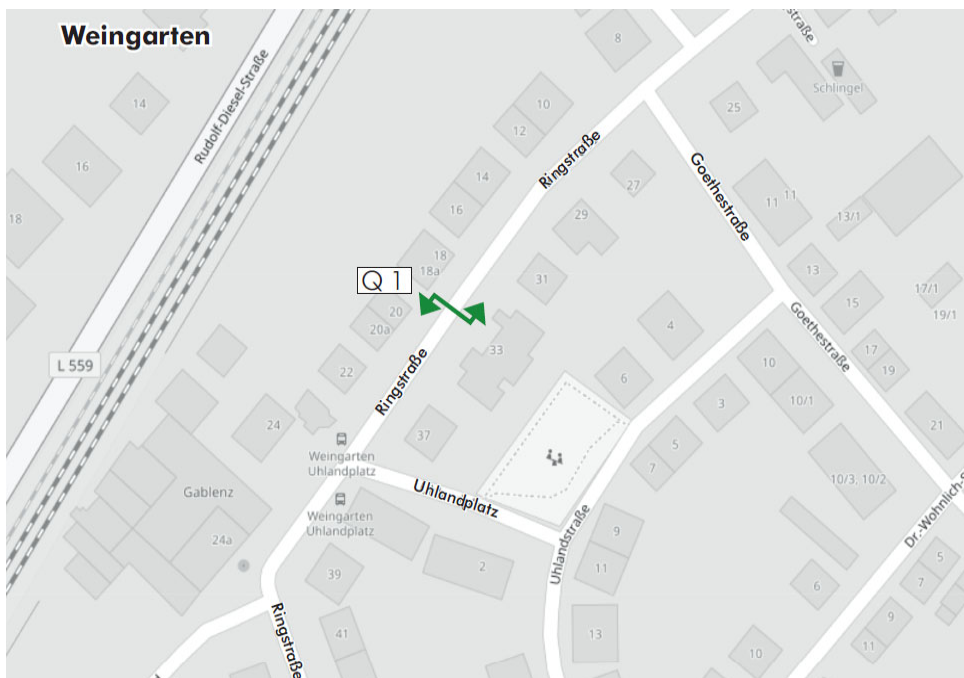 Weingarten
straße
8
Rudolf-Diesel-Straße
Schlingel
14
10
12
25
Ringstraße
16
14
27
Goethestraße
11
11
16
18
29
13/1
18
18a
31
13
17/1
Q 1
20
15
19/1
20a
4
Goethestraße
33
L 559
22
6
10
17
19
Ringstraße
3
10/1
24
37
21
Weingarten
Uhlandplatz
5
7
10/3, 10/2
Gablenz
Uhlandplatz
Weingarten
Uhlandplatz
Uhlandstraße
9
Dr.-Wohnlich-S
24a
2
11
39
5
7
6
Ringstraße
41
13
9
11
10